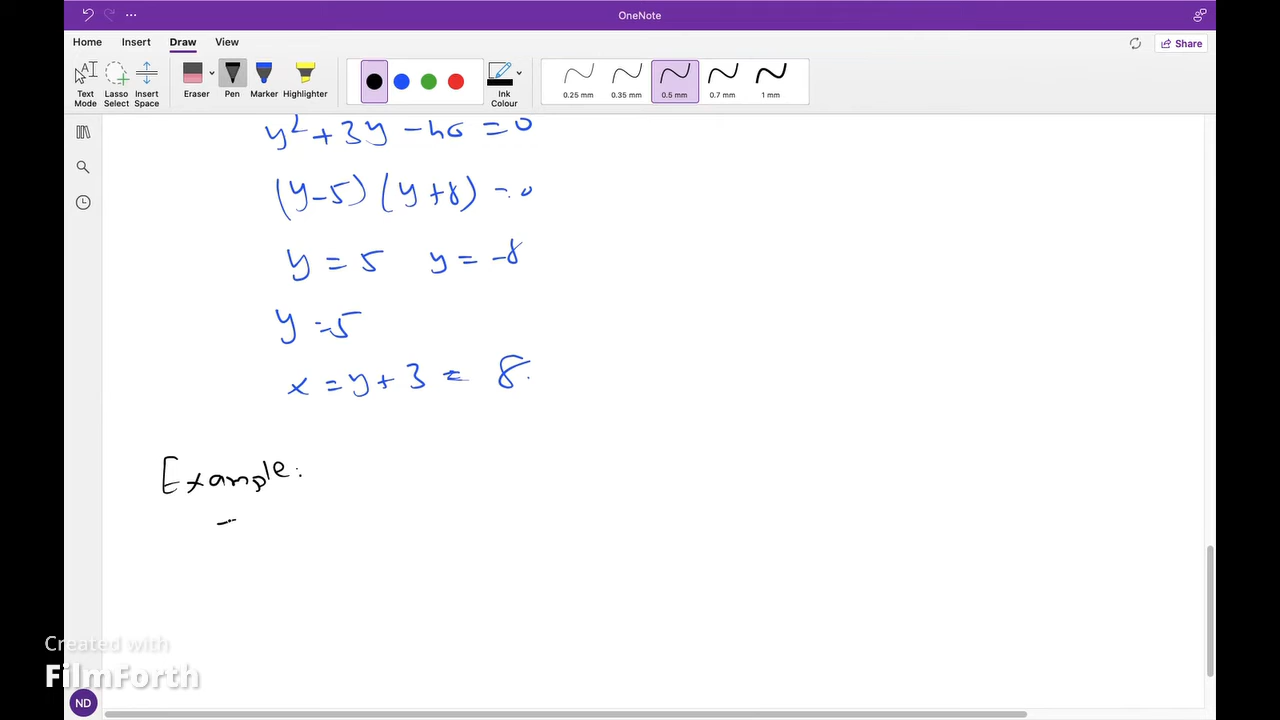 OneNote
Home Insert Draw View
Share
Text Mode
Lasso Select
Insert Space
Eraser
Pen
Marker
Highlighter
Ink Colour
0.25 mm
0.35 mm
0.5 mm
0.7 mm
1 mm
y² + 3y - 40 = 0
(y-5) (y+8) = 0
y = 5 y = -8
y = 5
x = y + 3 = 8.
Example:
Created with
FilmForth
ND